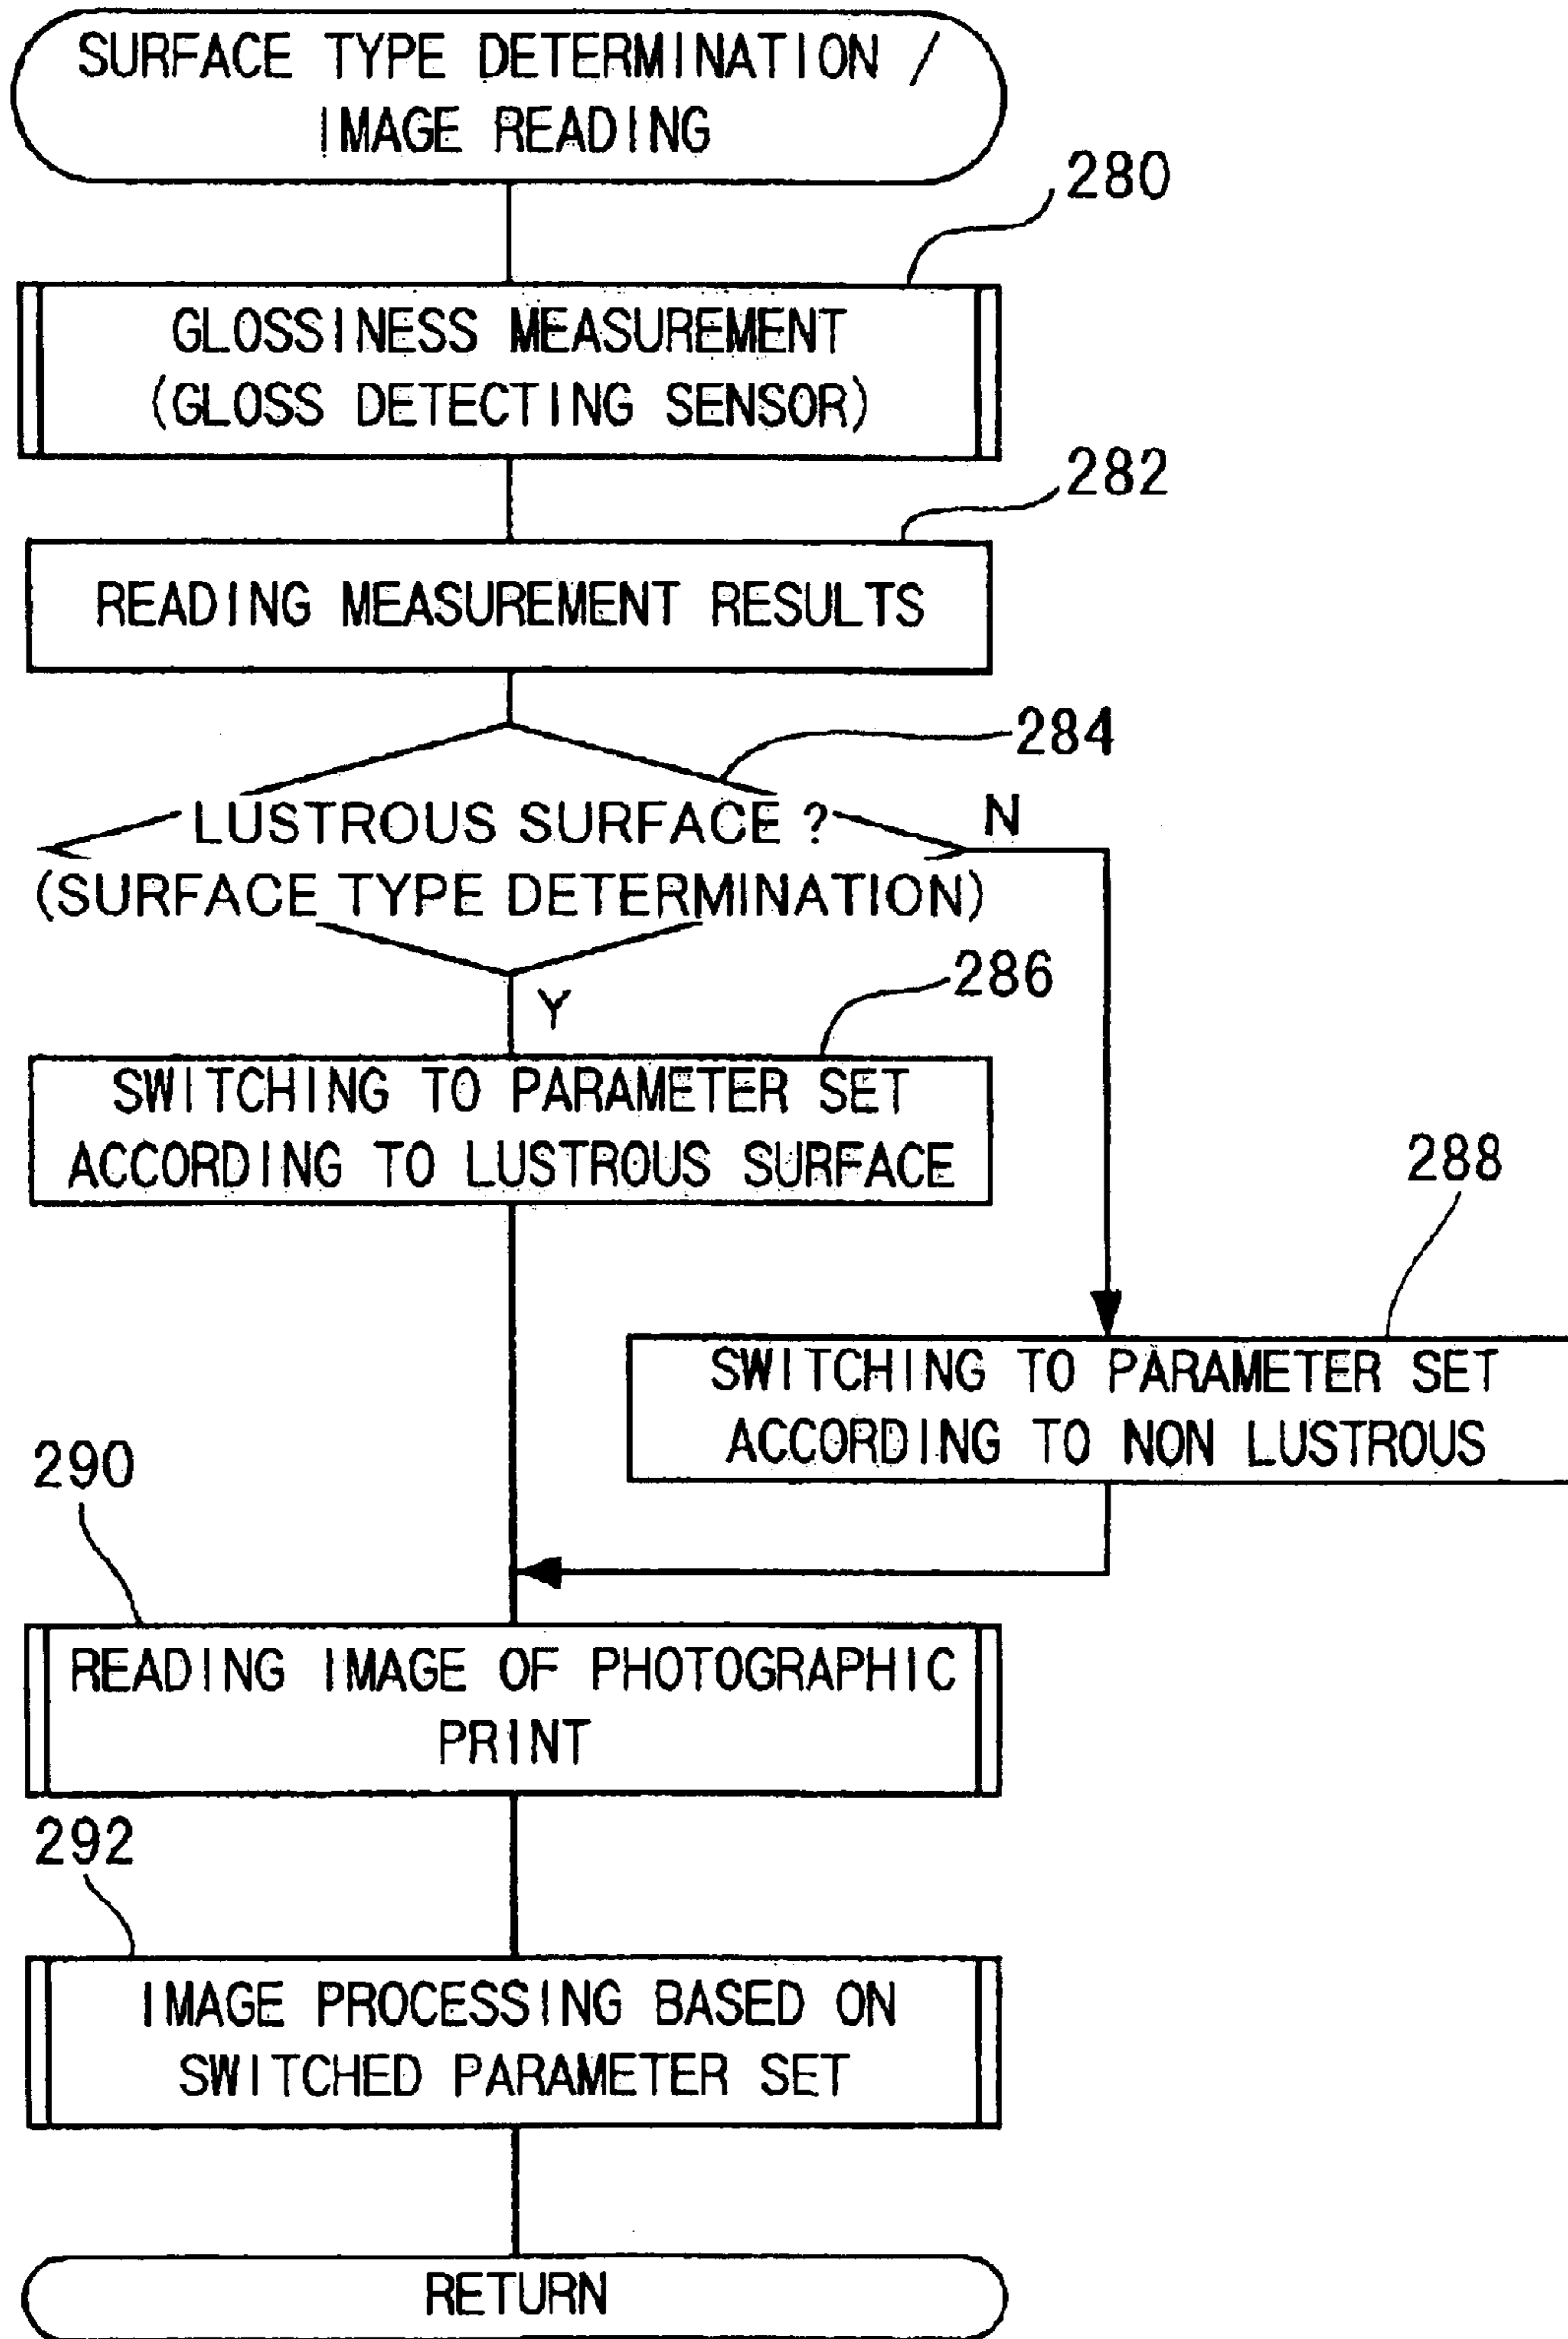 SURFACE TYPE DETERMINATION /
IMAGE READING
280
GLOSSINESS MEASUREMENT
(GLOSS DETECTING SENSOR)
282
READING MEASUREMENT RESULTS
284
LUSTROUS SURFACE ?
N
(SURFACE TYPE DETERMINATION)
Y
286
SWITCHING TO PARAMETER SET
ACCORDING TO LUSTROUS SURFACE
288
SWITCHING TO PARAMETER SET
ACCORDING TO NON LUSTROUS
290
READING IMAGE OF PHOTOGRAPHIC
PRINT
292
IMAGE PROCESSING BASED ON
SWITCHED PARAMETER SET
RETURN